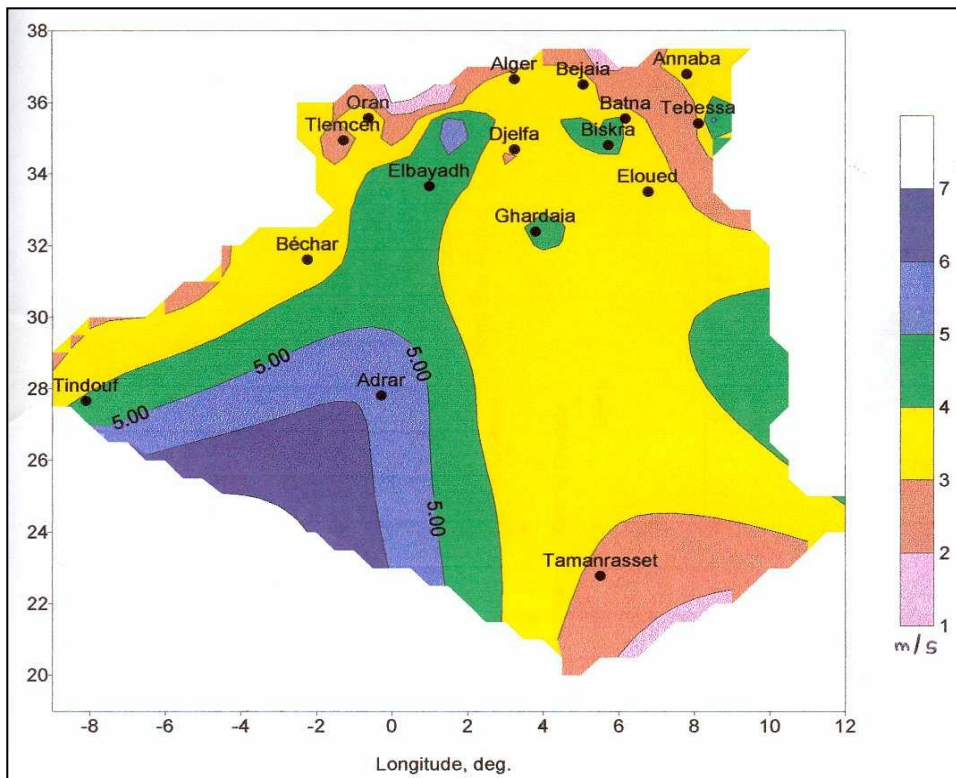 38
36
34
32
30
28
26
24
22
20
Alger
Bejaia
Annaba
Oran
Batna
Tebessa
Tlemcen
Djelfa
Biskra
Elbayadh
Eloued
Ghardaia
Béchar
Tindouf
Adrar
5.00
5.00
5.00
5.00
Tamanrasset
-8 -6 -4 -2 0 2 4 6 8 10 12
Longitude, deg.
7
6
5
4
3
2
1
m/s